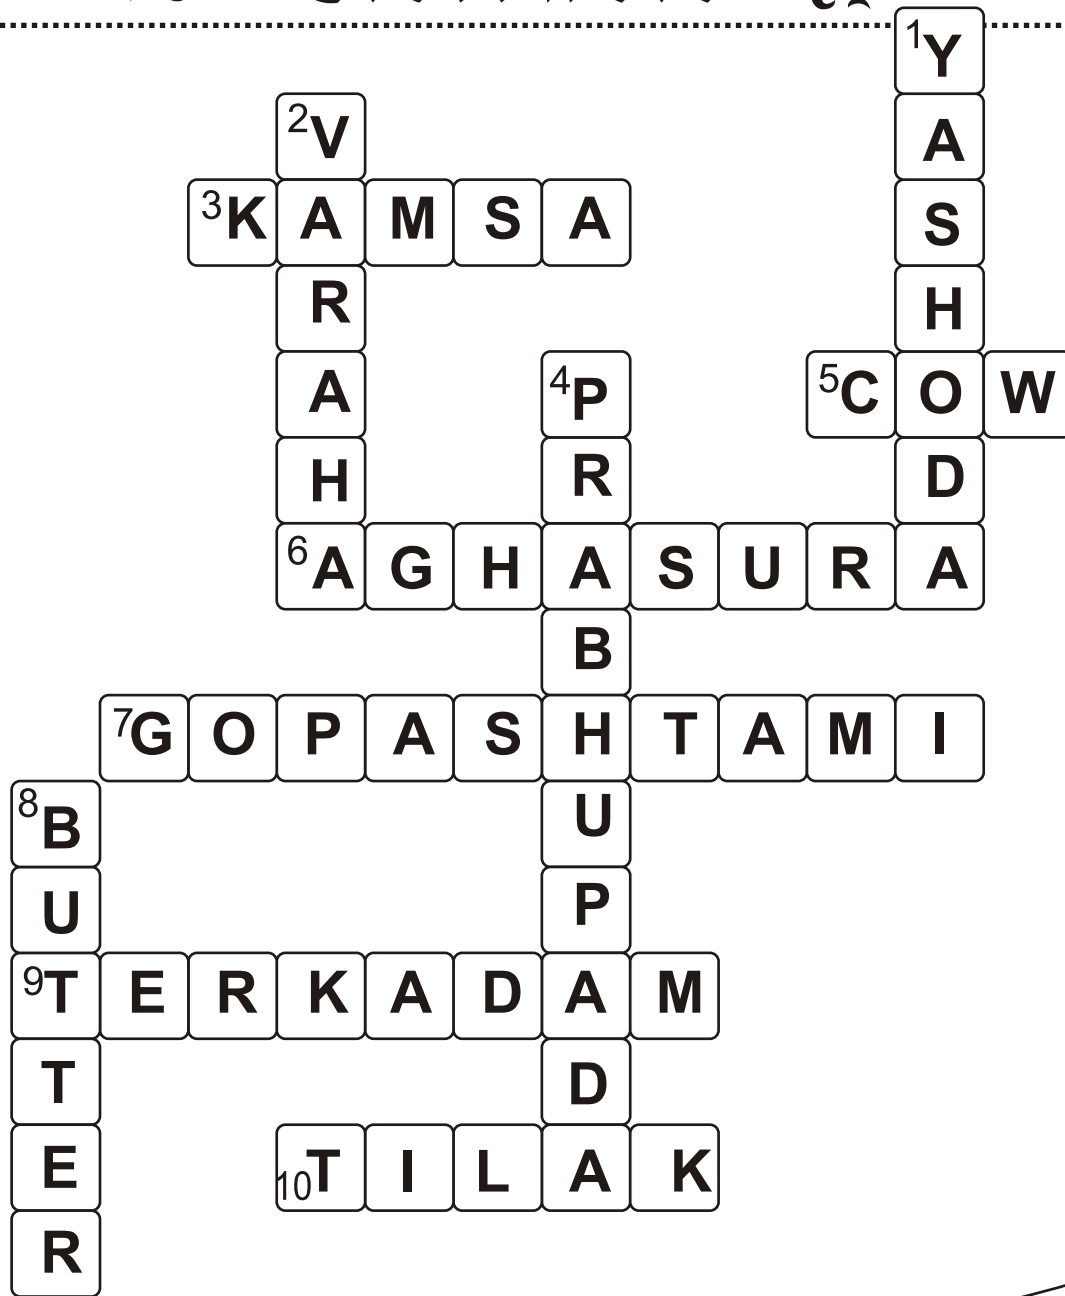 1Y
A
2V
S
3K A M S A
R
H
A
4P
5C O W
H
R
D
6A G H A S U R A
B
7G O P A S H T A M I
8B
U
U
P
9T E R K A D A M
T
D
E
10T I L A K
R